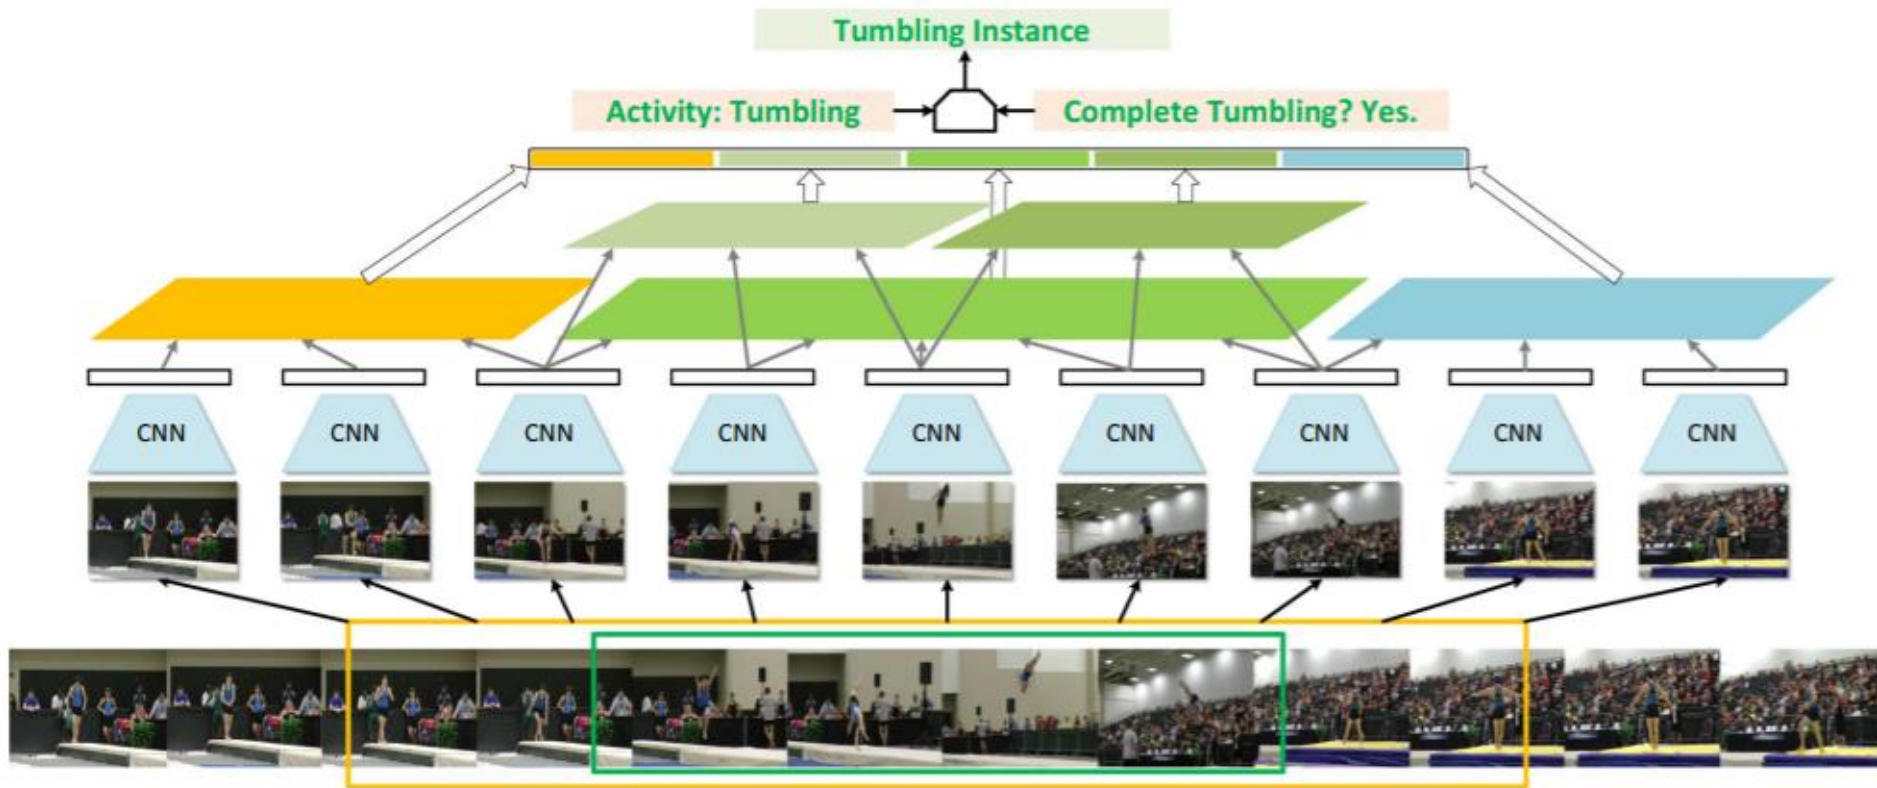 Tumbling Instance
Activity: Tumbling
Complete Tumbling? Yes.
CNN
CNN
CNN
CNN
CNN
CNN
CNN
CNN
CNN